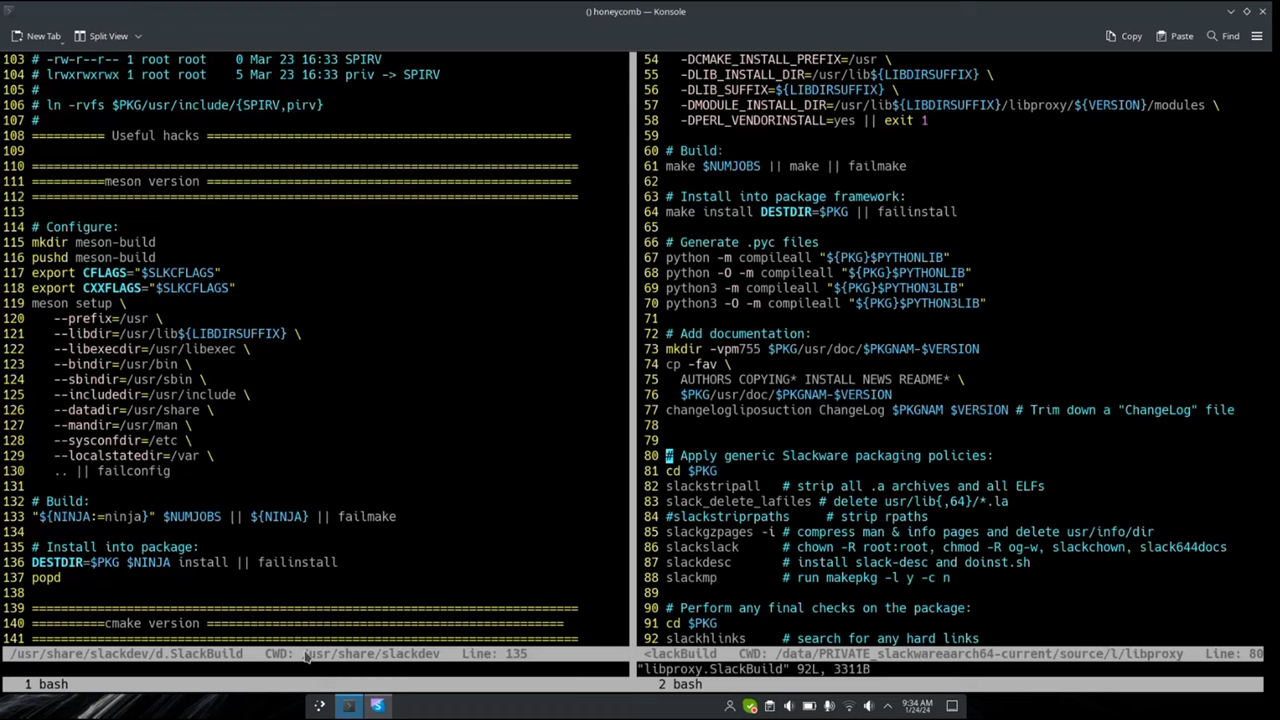 () honeycomb — Konsole
New Tab
Split View
Copy
Paste
Find
103 # -rw-r--r-- 1 root root    0 Mar 23 16:33 SPIRV
104 # lrwxrwxrwx  1 root root    5 Mar 23 16:33 priv -> SPIRV
105 #
106 # ln -rvfs $PKG/usr/include/{SPIRV,pirv}
107 #
108 ========== Useful hacks ==================================================
109
110 ===========================================================================
111 ==========meson version ===================================================
112 ===========================================================================
113
114 # Configure:
115 mkdir meson-build
116 pushd meson-build
117 export CFLAGS="$SLKCFLAGS"
118 export CXXFLAGS="$SLKCFLAGS"
119 meson setup \
120    --prefix=/usr \
121    --libdir=/usr/lib${LIBDIRSUFFIX} \
122    --libexecdir=/usr/libexec \
123    --bindir=/usr/bin \
124    --sbindir=/usr/sbin \
125    --includedir=/usr/include \
126    --datadir=/usr/share \
127    --mandir=/usr/man \
128    --sysconfdir=/etc \
129    --localstatedir=/var \
130    .. || failconfig
131
132 # Build:
133 "${NINJA:=ninja}" $NUMJOBS || ${NINJA} || failmake
134
135 # Install into package:
136 DESTDIR=$PKG $NINJA install || failinstall
137 popd
138
139 ===========================================================================
140 ==========cmake version ==================================================
141 ===========================================================================
/usr/share/slackdev/d.SlackBuild   CWD: /usr/share/slackdev   Line: 135
1 bash
54   -DCMAKE_INSTALL_PREFIX=/usr \
55   -DLIB_INSTALL_DIR=/usr/lib${LIBDIRSUFFIX} \
56   -DLIB_SUFFIX=${LIBDIRSUFFIX} \
57   -DMODULE_INSTALL_DIR=/usr/lib${LIBDIRSUFFIX}/libproxy/${VERSION}/modules \
58   -DPERL_VENDORINSTALL=yes || exit 1
59
60 # Build:
61 make $NUMJOBS || make || failmake
62
63 # Install into package framework:
64 make install DESTDIR=$PKG || failinstall
65
66 # Generate .pyc files
67 python -m compileall "${PKG}$PYTHONLIB"
68 python -O -m compileall "${PKG}$PYTHONLIB"
69 python3 -m compileall "${PKG}$PYTHON3LIB"
70 python3 -O -m compileall "${PKG}$PYTHON3LIB"
71
72 # Add documentation:
73 mkdir -vpm755 $PKG/usr/doc/$PKGNAM-$VERSION
74 cp -fav \
75   AUTHORS COPYING* INSTALL NEWS README* \
76   $PKG/usr/doc/$PKGNAM-$VERSION
77 changelogliposuction ChangeLog $PKGNAM $VERSION # Trim down a "ChangeLog" file
78
79
80 # Apply generic Slackware packaging policies:
81 cd $PKG
82 slackstripall   # strip all .a archives and all ELFs
83 slack_delete_lafiles # delete usr/lib{,64}/*.la
84 #slackstriprpaths     # strip rpaths
85 slackgzpages -i # compress man & info pages and delete usr/info/dir
86 slackslack      # chown -R root:root, chmod -R og-w, slackchown, slack644docs
87 slackdesc       # install slack-desc and doinst.sh
88 slackmp         # run makepkg -l y -c n
89
90 # Perform any final checks on the package:
91 cd $PKG
92 slackhlinks     # search for any hard links
<lackBuild   CWD: /data/PRIVATE_slackwareaarch64-current/source/l/libproxy   Line: 80
"libproxy.SlackBuild" 92L, 3311B
2 bash
9:34 AM
1/24/24